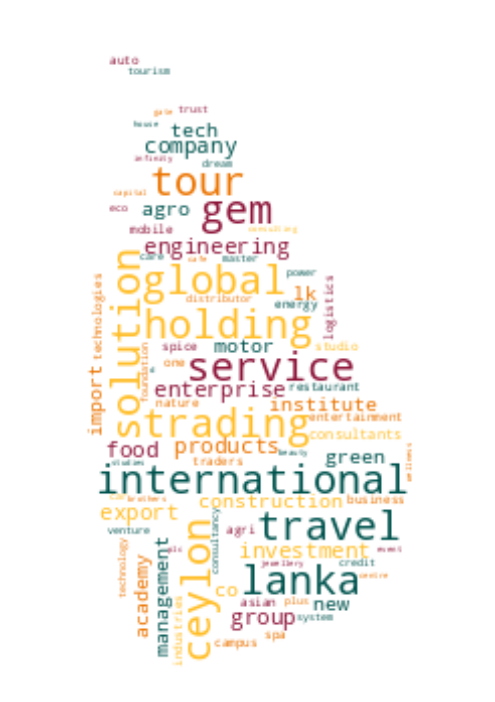 auto
tourism
gate trust
house
tech
company
infinity
dream
tour
capital
eco agro gem
mobile consulting
engineering
care cafe master
solution
global power
technologies
distributor lk
energy logistics
holding
foundation
spice motor studio
one service
import
enterprise restaurant
nature institute
strading entertainment
consultants
food products beauty
studies traders green wellness
international
brothers construction business
export
venture consultancy agri travel
ceylon
management
technology
academy
plc investment event
jewellery credit
lanka centre
industries
co asian plus new
group system
spa
campus